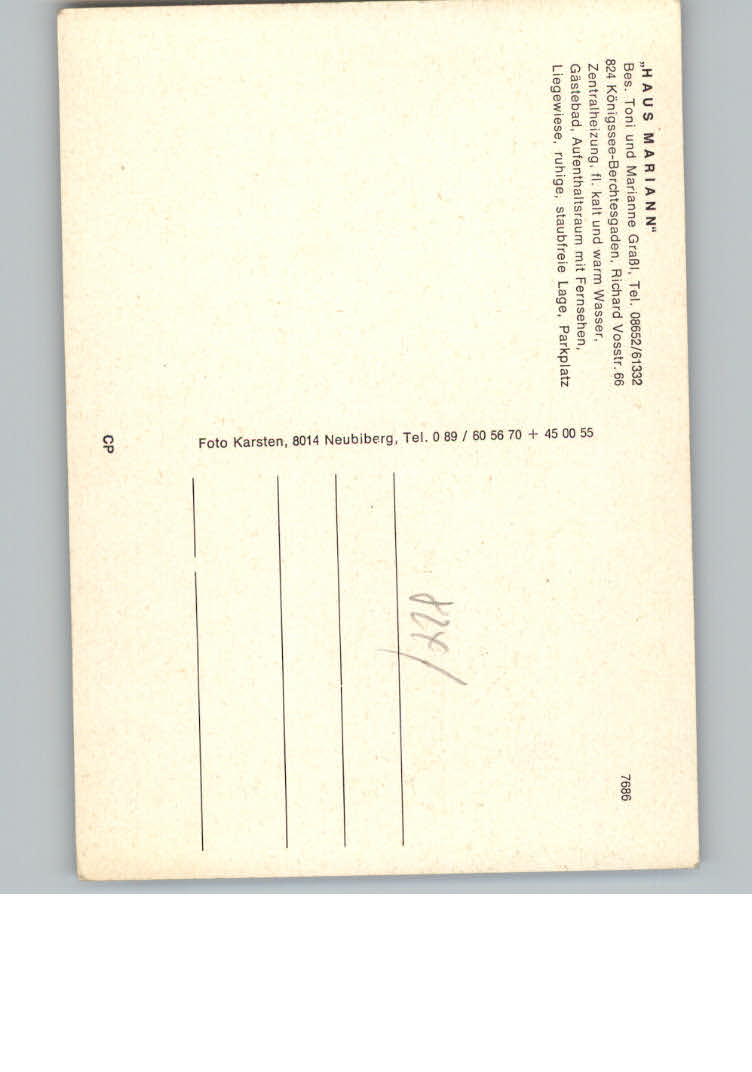 „HAUS MARIANN“
Bes. Toni und Marianne Graßl, Tel. 08652/61332
824 Königssee-Berchtesgaden, Richard Vosstr. 66
Zentralheizung, fl. kalt und warm Wasser,
Gästebad, Aufenthaltsraum mit Fernsehen,
Liegewiese, ruhige, staubfreie Lage, Parkplatz
Foto Karsten, 8014 Neubiberg, Tel. 0 89 / 60 56 70 + 45 00 55
CP
824/
7686